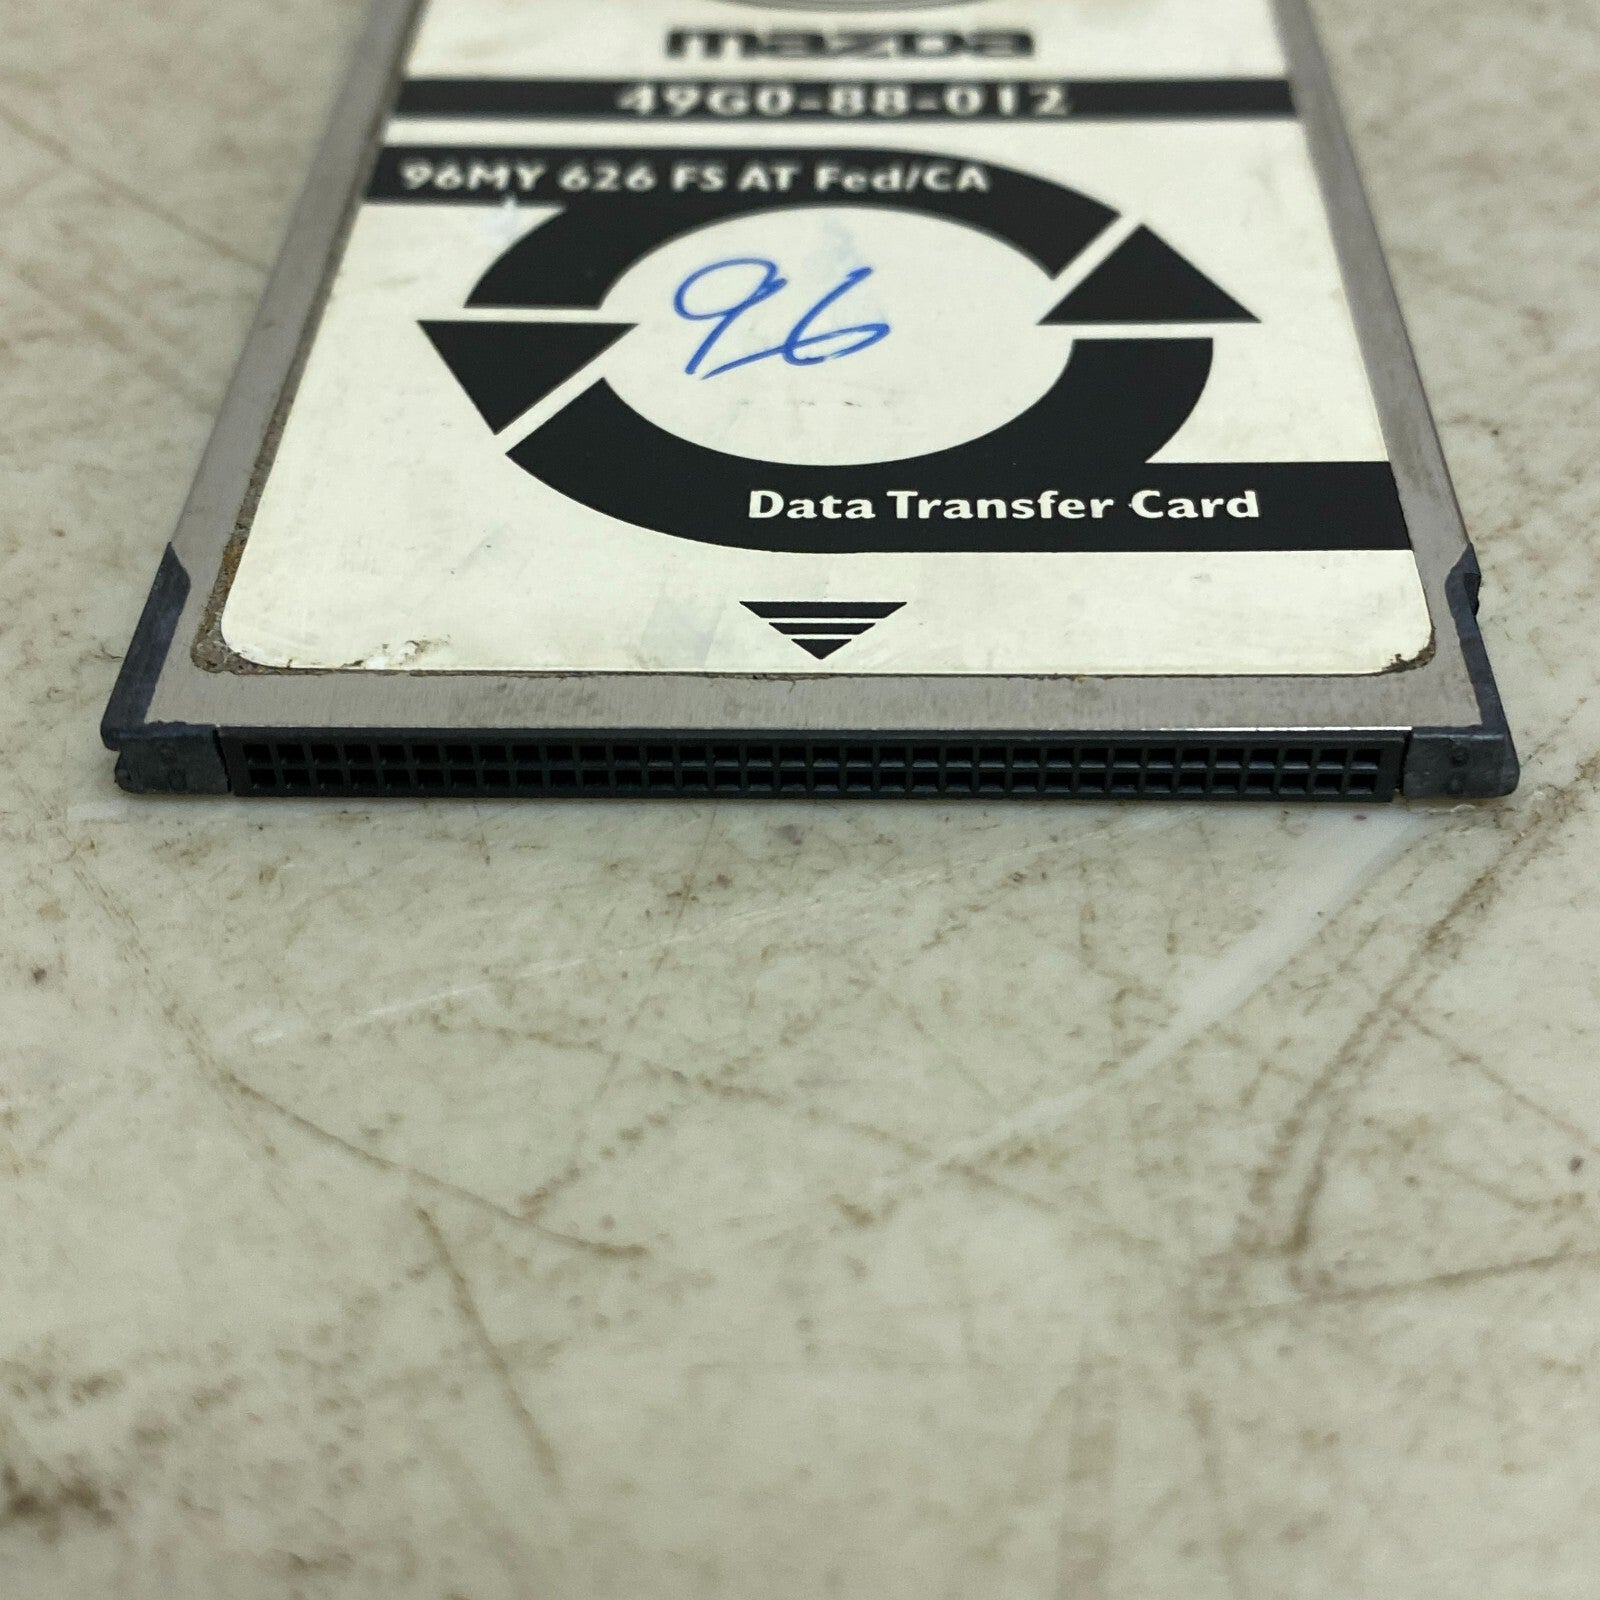 mazda
49G0-88-012
96MY 626 FS AT Fed/CA
96
Data Transfer Card